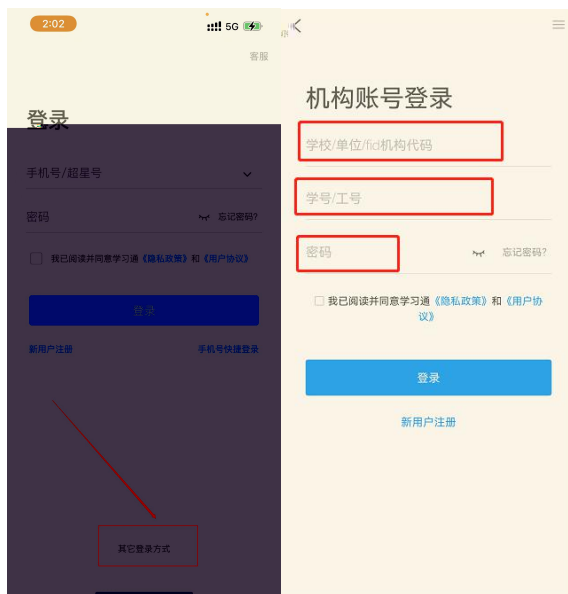 2:02
5G
客服
登录
手机号/超星号
密码
忘记密码?
我已阅读并同意学习通《隐私政策》和《用户协议》
登录
新用户注册
手机号快捷登录
其它登录方式
机构账号登录
学校/单位/fid机构代码
学号/工号
密码
忘记密码?
我已阅读并同意学习通《隐私政策》和《用户协
议》
登录
新用户注册